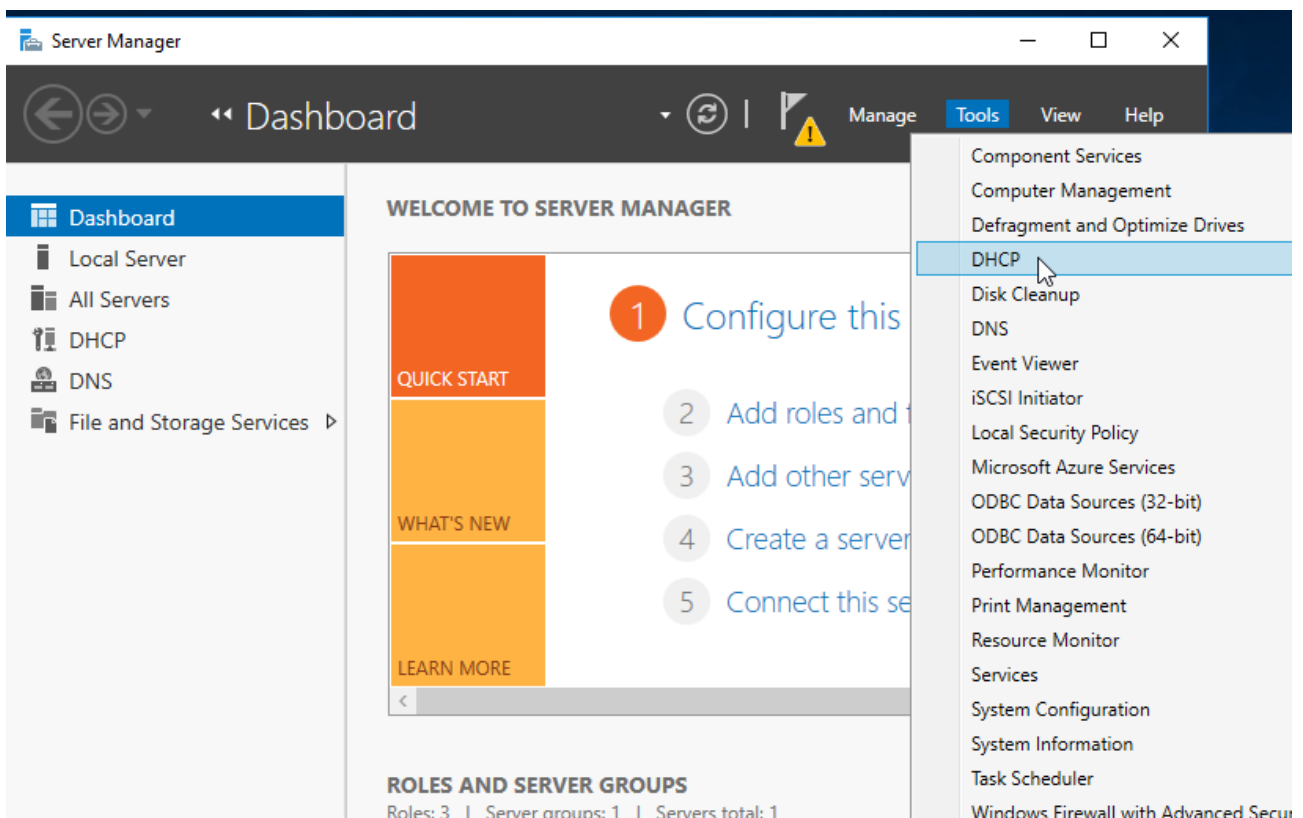 Server Manager
Dashboard
Manage
Tools
View
Help
Dashboard
Local Server
All Servers
DHCP
DNS
File and Storage Services
WELCOME TO SERVER MANAGER
QUICK START
WHAT'S NEW
LEARN MORE
1 Configure this
2 Add roles and f
3 Add other serv
4 Create a server
5 Connect this se
ROLES AND SERVER GROUPS
Roles: 3 | Server groups: 1 | Servers total: 1
Component Services
Computer Management
Defragment and Optimize Drives
DHCP
Disk Cleanup
DNS
Event Viewer
iSCSI Initiator
Local Security Policy
Microsoft Azure Services
ODBC Data Sources (32-bit)
ODBC Data Sources (64-bit)
Performance Monitor
Print Management
Resource Monitor
Services
System Configuration
System Information
Task Scheduler
Windows Firewall with Advanced Secur